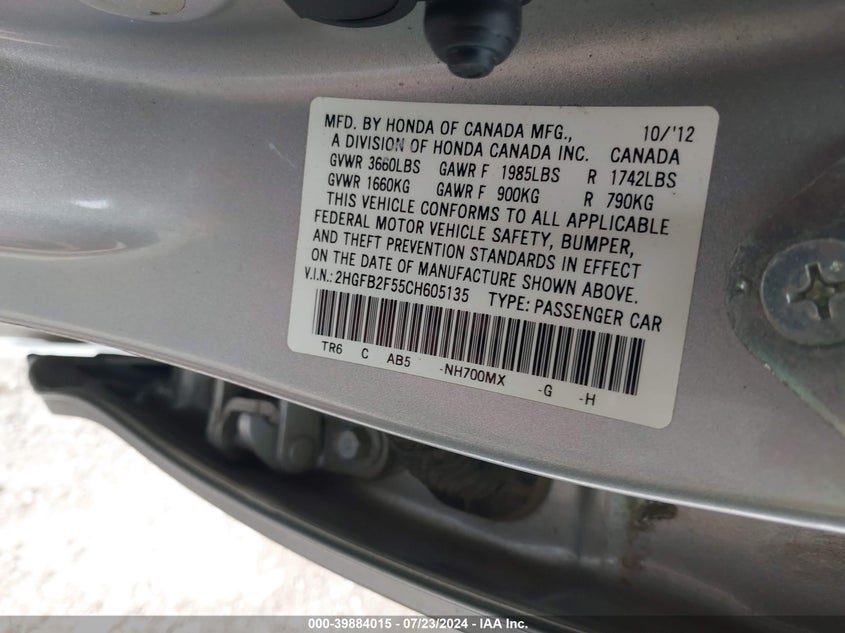 MFD. BY HONDA OF CANADA MFG., 10/'12
A DIVISION OF HONDA CANADA INC. CANADA
GVWR 3660LBS GAWR F 1985LBS R 1742LBS
GVWR 1660KG GAWR F 900KG R 790KG
THIS VEHICLE CONFORMS TO ALL APPLICABLE
FEDERAL MOTOR VEHICLE SAFETY, BUMPER,
AND THEFT PREVENTION STANDARDS IN EFFECT
ON THE DATE OF MANUFACTURE SHOWN ABOVE.
V.I.N.: 2HGFB2F55CH605135 TYPE: PASSENGER CAR
TR6 C AB5 -NH700MX -G -H
000-39884015 - 07/23/2024 - IAA Inc.